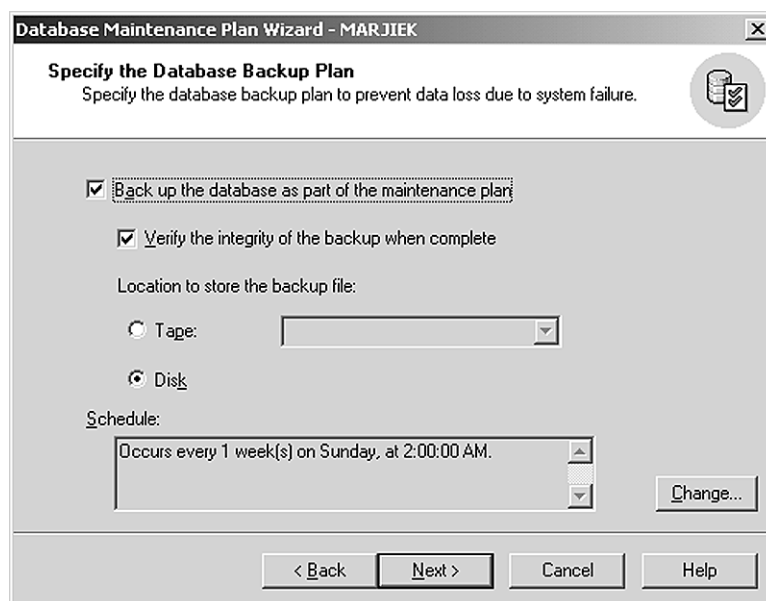 Database Maintenance Plan Wizard - MARJIEK
Specify the Database Backup Plan
Specify the database backup plan to prevent data loss due to system failure.
Back up the database as part of the maintenance plan
Verify the integrity of the backup when complete
Location to store the backup file:
Tape:
Disk
Schedule:
Occurs every 1 week(s) on Sunday, at 2:00:00 AM.
Change...
< Back
Next >
Cancel
Help